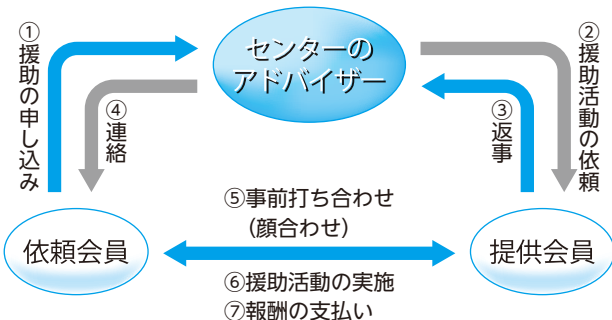 ①援助の申し込み
センターの
アドバイザー
②援助活動の依頼
④連絡
③返事
⑤事前打ち合わせ
（顔合わせ）
依頼会員
提供会員
⑥援助活動の実施
⑦報酬の支払い